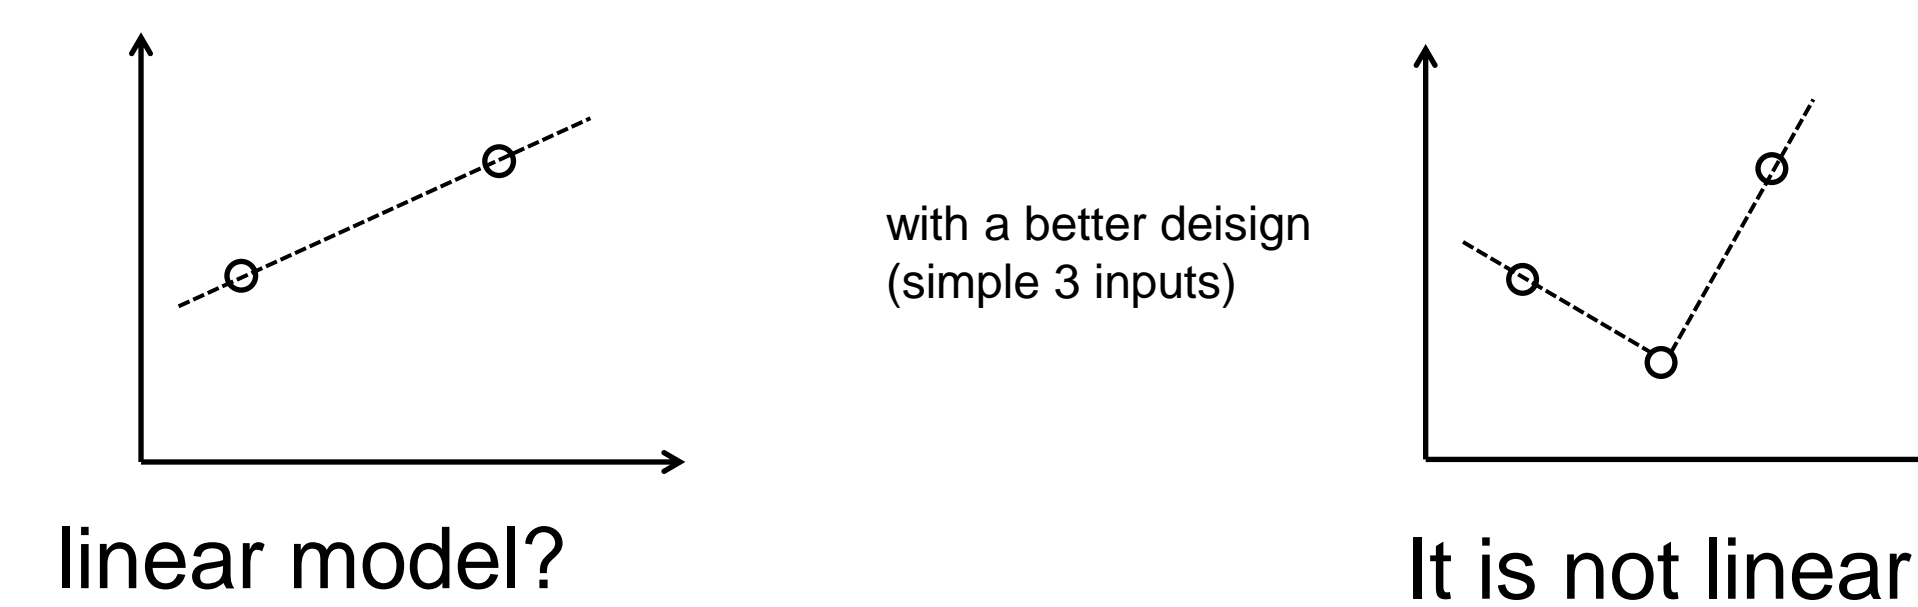 with a better deisign
(simple 3 inputs)
linear model?
It is not linear